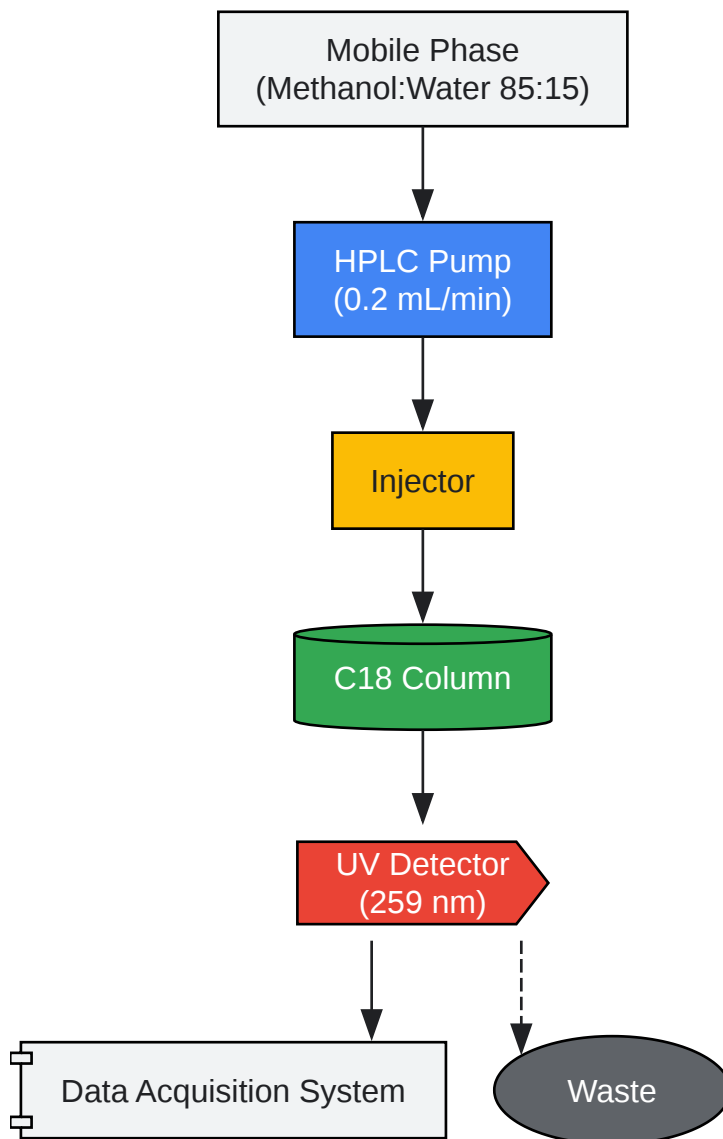 Mobile Phase
(Methanol:Water 85:15)
HPLC Pump
(0.2 mL/min)
Injector
C18 Column
UV Detector
(259 nm)
Data Acquisition System
Waste